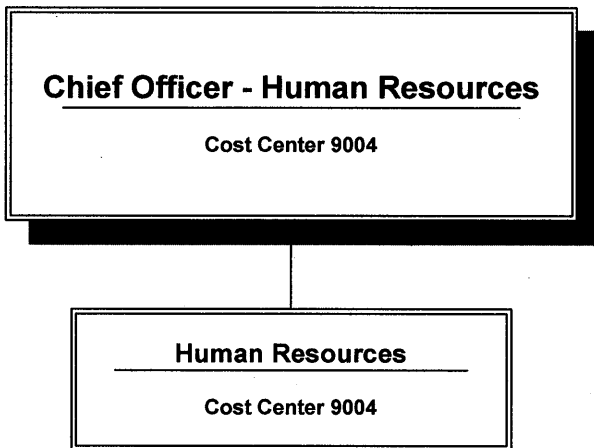 Chief Officer - Human Resources
Cost Center 9004
Human Resources
Cost Center 9004